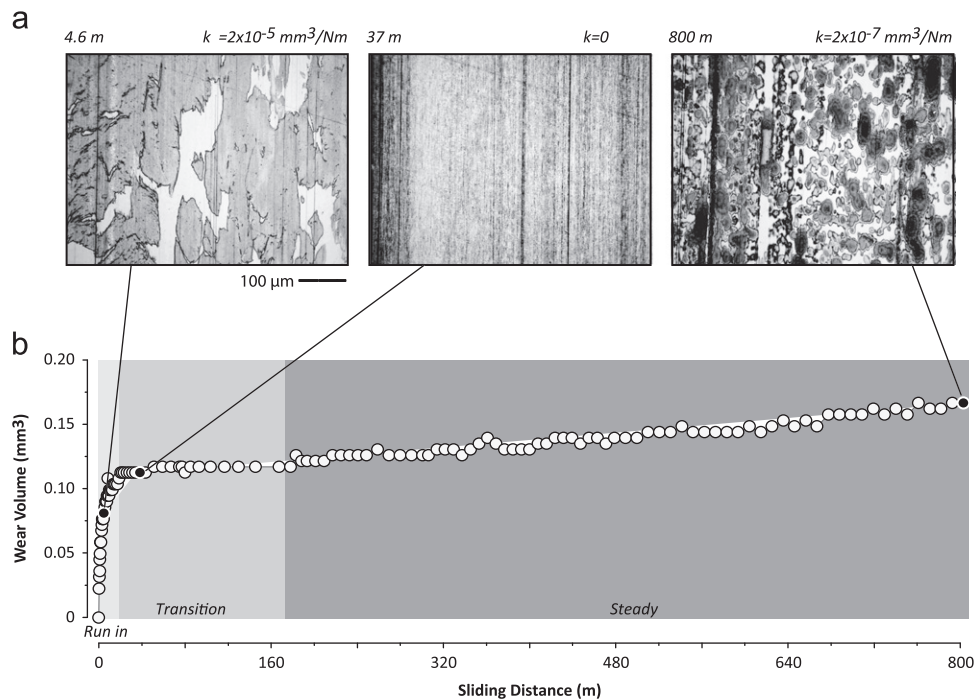 a
4.6 m k =2x10⁻⁵ mm³/Nm 37 m k=0 800 m k=2x10⁻⁷ mm³/Nm
100 µm
b
0.20
0.15
0.10
0.05
0
Wear Volume (mm3)
Transition Steady
Run in
0 160 320 480 640 800
Sliding Distance (m)